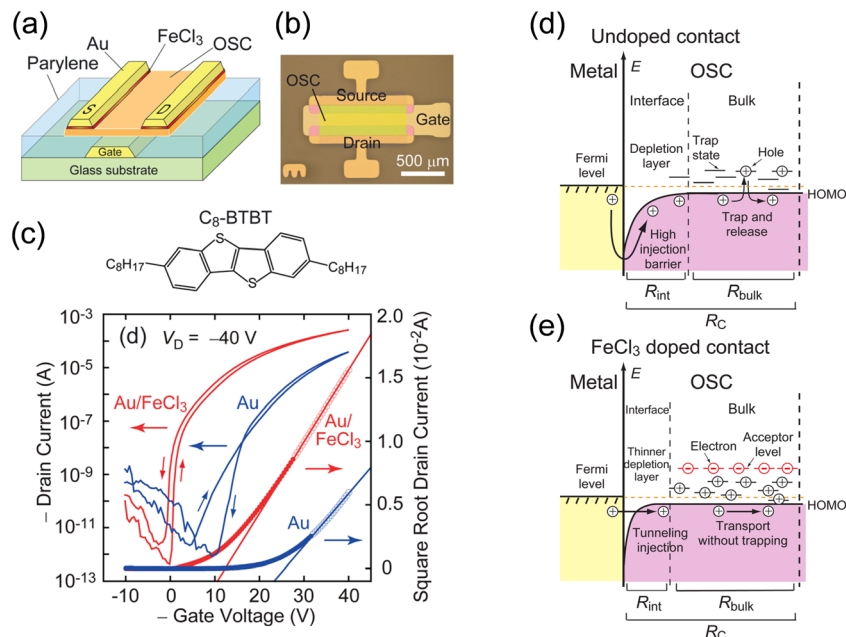 (a)
FeCl3
Au
OSC
Parylene
S
D
Gate
Glass substrate
(b)
OSC
Source
Gate
Drain
500 μm
(c)
C8-BTBT
C8H17
S
S
C8H17
(d) VD = −40 V
− Drain Current (A)
10-3
10-5
10-7
10-9
10-11
10-13
Au/FeCl3
Au
Au/
FeCl3
Au
2.0
1.5
1.0
0.5
0
Square Root Drain Current (10-2A)
-10
0
10
20
30
40
− Gate Voltage (V)
(d)
Undoped contact
Metal
E
OSC
Interface
Bulk
Depletion
layer
Trap
state
Hole
Fermi
level
HOMO
High
injection
barrier
Trap and
release
Rint
Rbulk
RC
(e)
FeCl3 doped contact
Metal
E
OSC
Interface
Bulk
Thinner
depletion
layer
Electron
Acceptor
level
Fermi
level
HOMO
Tunneling
injection
Transport
without trapping
Rint
Rbulk
RC